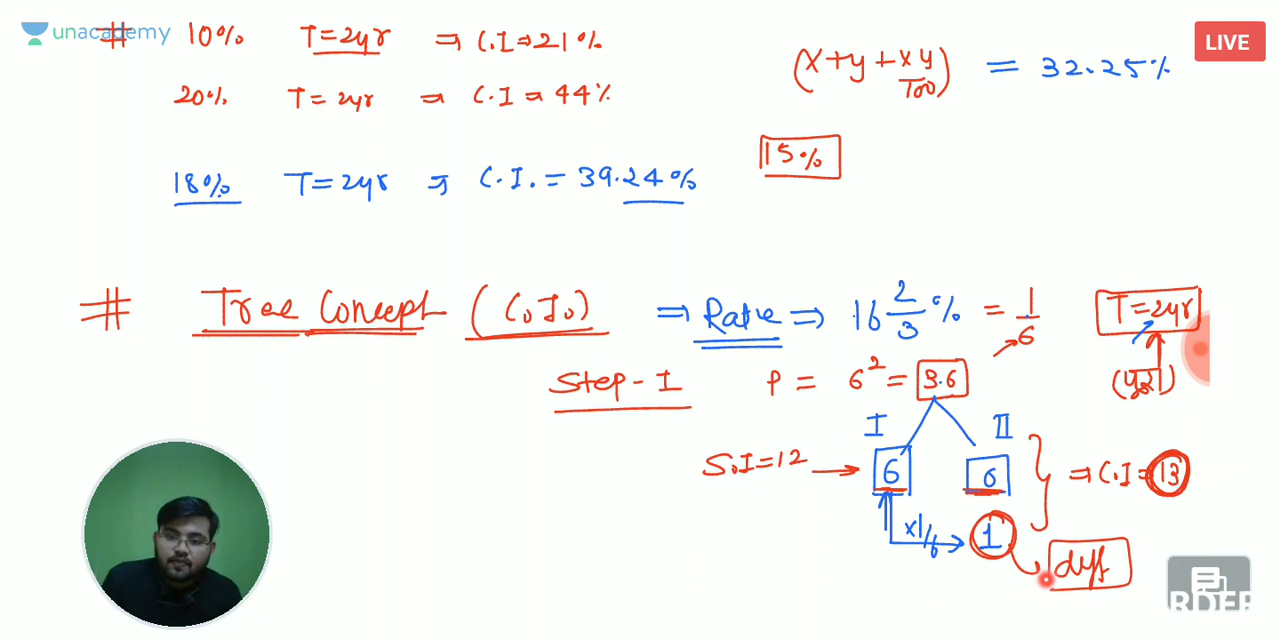 unacademy
LIVE
# 10% T=2yr ⇒ C.I ⇒ 21%
(x+y+xy/100) = 32.25%
20% T= 2yr ⇒ C.I ⇒ 44%
15%
18% T=2yr ⇒ C.I. = 39.24%
# Tree Concept (C.I.) ⇒ Rate ⇒ 16 2/3 % = 1/6 T=2yr
Step-I P = 6² = 36
I II
S.I=12 → 6 6 } ⇒ C.I = 13
×1/6 1
diff